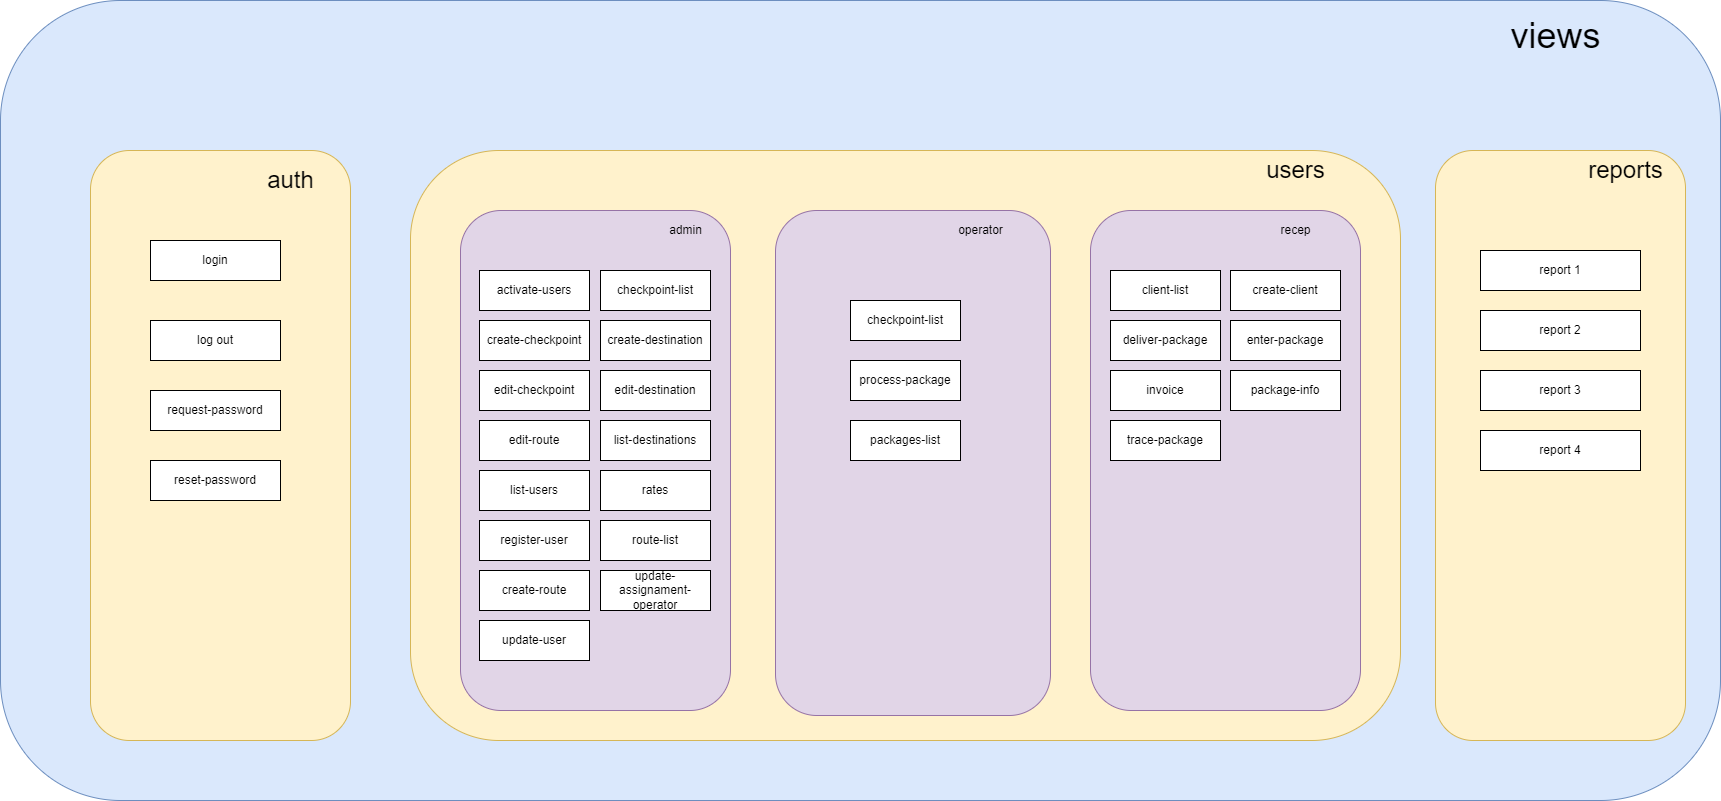 views
auth
login
log out
request-password
reset-password
users
admin
activate-users
checkpoint-list
create-checkpoint
create-destination
edit-checkpoint
edit-destination
edit-route
list-destinations
list-users
rates
register-user
route-list
create-route
update-
assignament-
operator
update-user
operator
checkpoint-list
process-package
packages-list
recep
client-list
create-client
deliver-package
enter-package
invoice
package-info
trace-package
reports
report 1
report 2
report 3
report 4